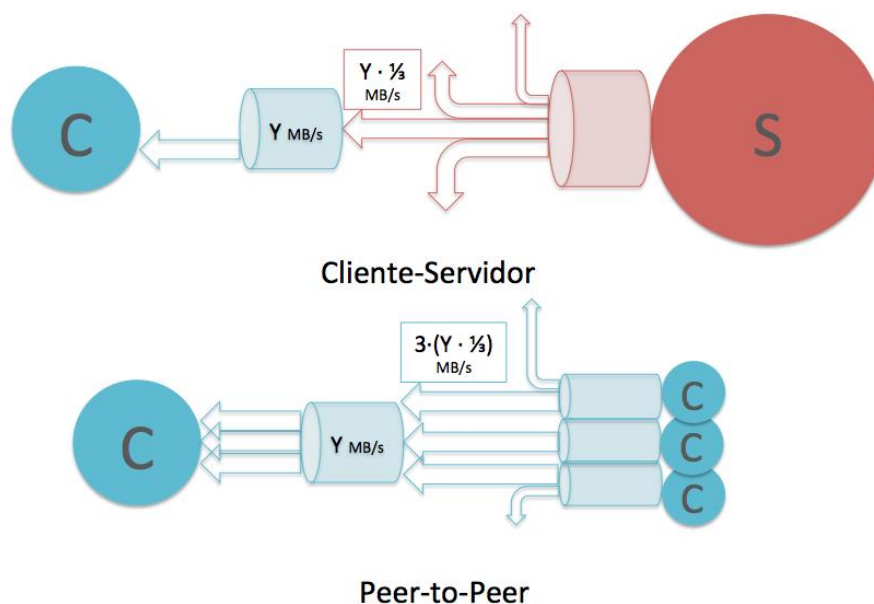 Y · ⅓
MB/s
C
Y MB/s
S
Cliente-Servidor
3·(Y · ⅓)
MB/s
C
C
Y MB/s
C
C
Peer-to-Peer